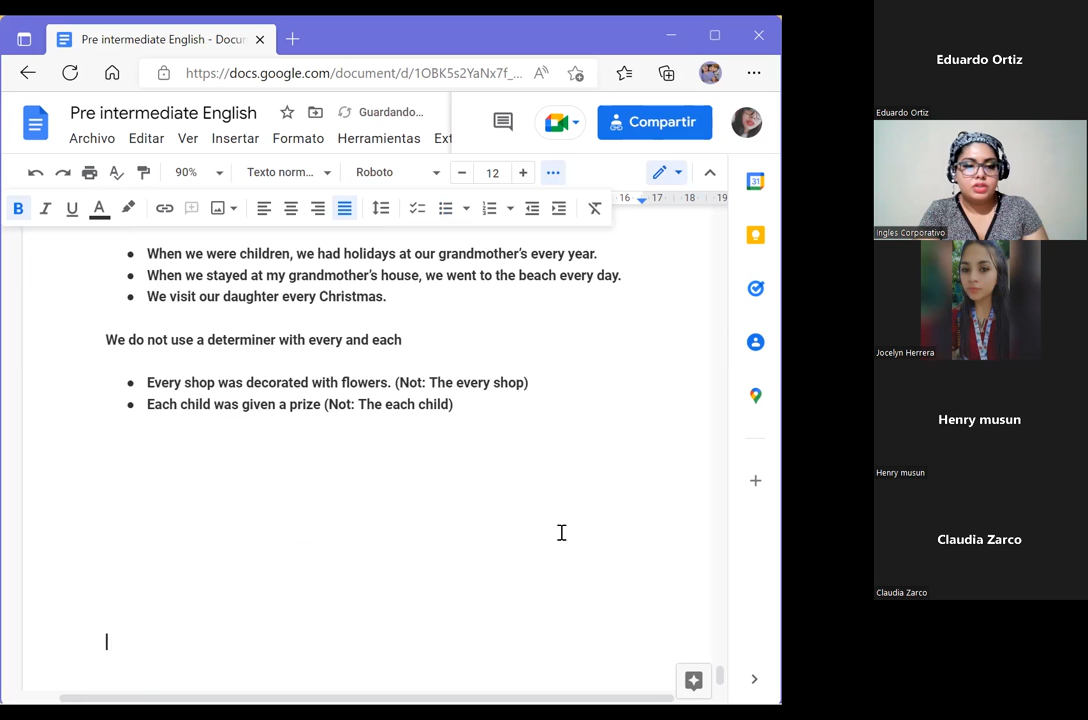 Pre intermediate English - Docur
https://docs.google.com/document/d/1OBK5s2YaNx7f_...
Pre intermediate English
Guardando...
Archivo Editar Ver Insertar Formato Herramientas Ext
Compartir
90% Texto norm... Roboto 12
B I U A
16 17 18 19
31
When we were children, we had holidays at our grandmother's every year.
When we stayed at my grandmother's house, we went to the beach every day.
We visit our daughter every Christmas.
We do not use a determiner with every and each
Every shop was decorated with flowers. (Not: The every shop)
Each child was given a prize (Not: The each child)
Eduardo Ortiz
Eduardo Ortiz
Ingles Corporativo
Jocelyn Herrera
Henry musun
Henry musun
Claudia Zarco
Claudia Zarco